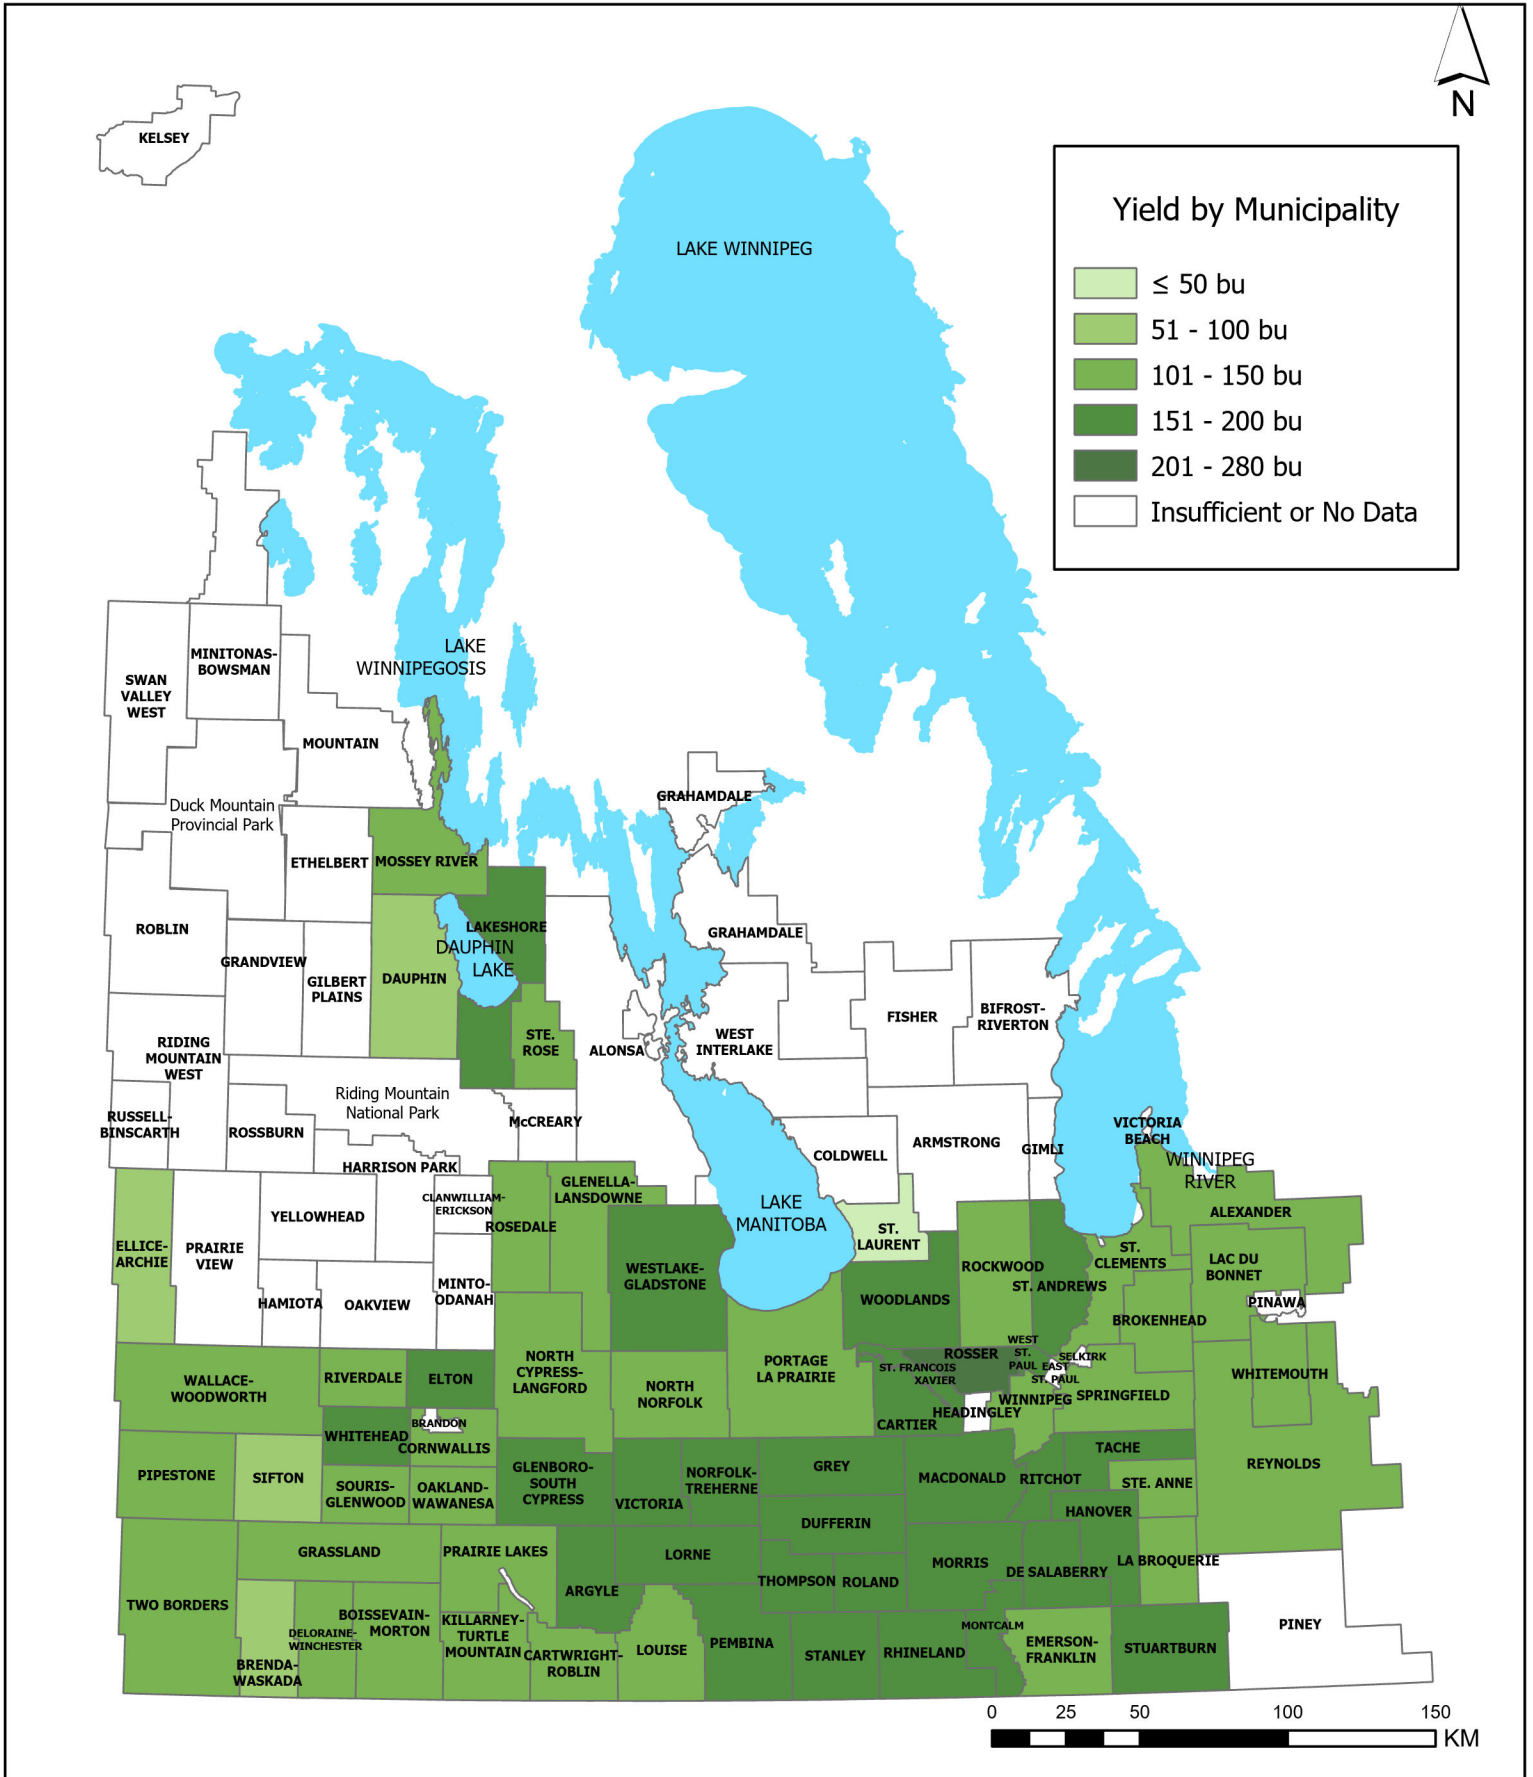 N
KELSEY
Yield by Municipality
≤ 50 bu
51 - 100 bu
101 - 150 bu
151 - 200 bu
201 - 280 bu
Insufficient or No Data
LAKE WINNIPEG
LAKE
WINNIPEGOSIS
MINITONAS-
BOWSMAN
SWAN
VALLEY
WEST
MOUNTAIN
Duck Mountain
Provincial Park
GRAHAMDALE
ETHELBERT
MOSSEY RIVER
ROBLIN
LAKESHORE
DAUPHIN
LAKE
GRAHAMDALE
GRANDVIEW
GILBERT
PLAINS
DAUPHIN
FISHER
BIFROST-
RIVERTON
RIDING
MOUNTAIN
WEST
STE.
ROSE
ALONSA
WEST
INTERLAKE
Riding Mountain
National Park
RUSSELL-
BINSCARTH
ROSSBURN
McCREARY
VICTORIA
BEACH
ARMSTRONG
GIMLI
COLDWELL
WINNIPEG
RIVER
HARRISON PARK
CLANWILLIAM-
ERICKSON
GLENELLA-
LANSDOWNE
ROSEDALE
YELLOWHEAD
LAKE
MANITOBA
ST.
LAURENT
ALEXANDER
ELLICE-
ARCHIE
PRAIRIE
VIEW
ST.
CLEMENTS
LAC DU
BONNET
WESTLAKE-
GLADSTONE
ROCKWOOD
ST. ANDREWS
WOODLANDS
MINTO-
ODANAH
HAMIOTA
OAKVIEW
PINAWA
BROKENHEAD
WEST
ST.
PAUL
ROSSER
SELKIRK
EAST
ST. PAUL
NORTH
CYPRESS-
LANGFORD
PORTAGE
LA PRAIRIE
ST. FRANCOIS
XAVIER
WHITEMOUTH
WALLACE-
WOODWORTH
RIVERDALE
ELTON
NORTH
NORFOLK
WINNIPEG
SPRINGFIELD
HEADINGLEY
CARTIER
BRANDON
WHITEHEAD
CORNWALLIS
TACHE
PIPESTONE
SIFTON
SOURIS-
GLENWOOD
OAKLAND-
WAWANESA
GLENBORO-
SOUTH
CYPRESS
VICTORIA
NORFOLK-
TREHERNE
GREY
MACDONALD
RITCHOT
STE. ANNE
REYNOLDS
HANOVER
DUFFERIN
GRASSLAND
PRAIRIE LAKES
LORNE
MORRIS
DE SALABERRY
LA BROQUERIE
ARGYLE
THOMPSON
ROLAND
TWO BORDERS
BOISSEVAIN-
MORTON
DELORAINE-
WINCHESTER
KILLARNEY-
TURTLE
MOUNTAIN
BRENDA-
WASKADA
CARTWRIGHT-
ROBLIN
LOUISE
PEMBINA
STANLEY
RHINELAND
MONTCALM
EMERSON-
FRANKLIN
STUARTBURN
PINEY
0 25 50 100 150
KM